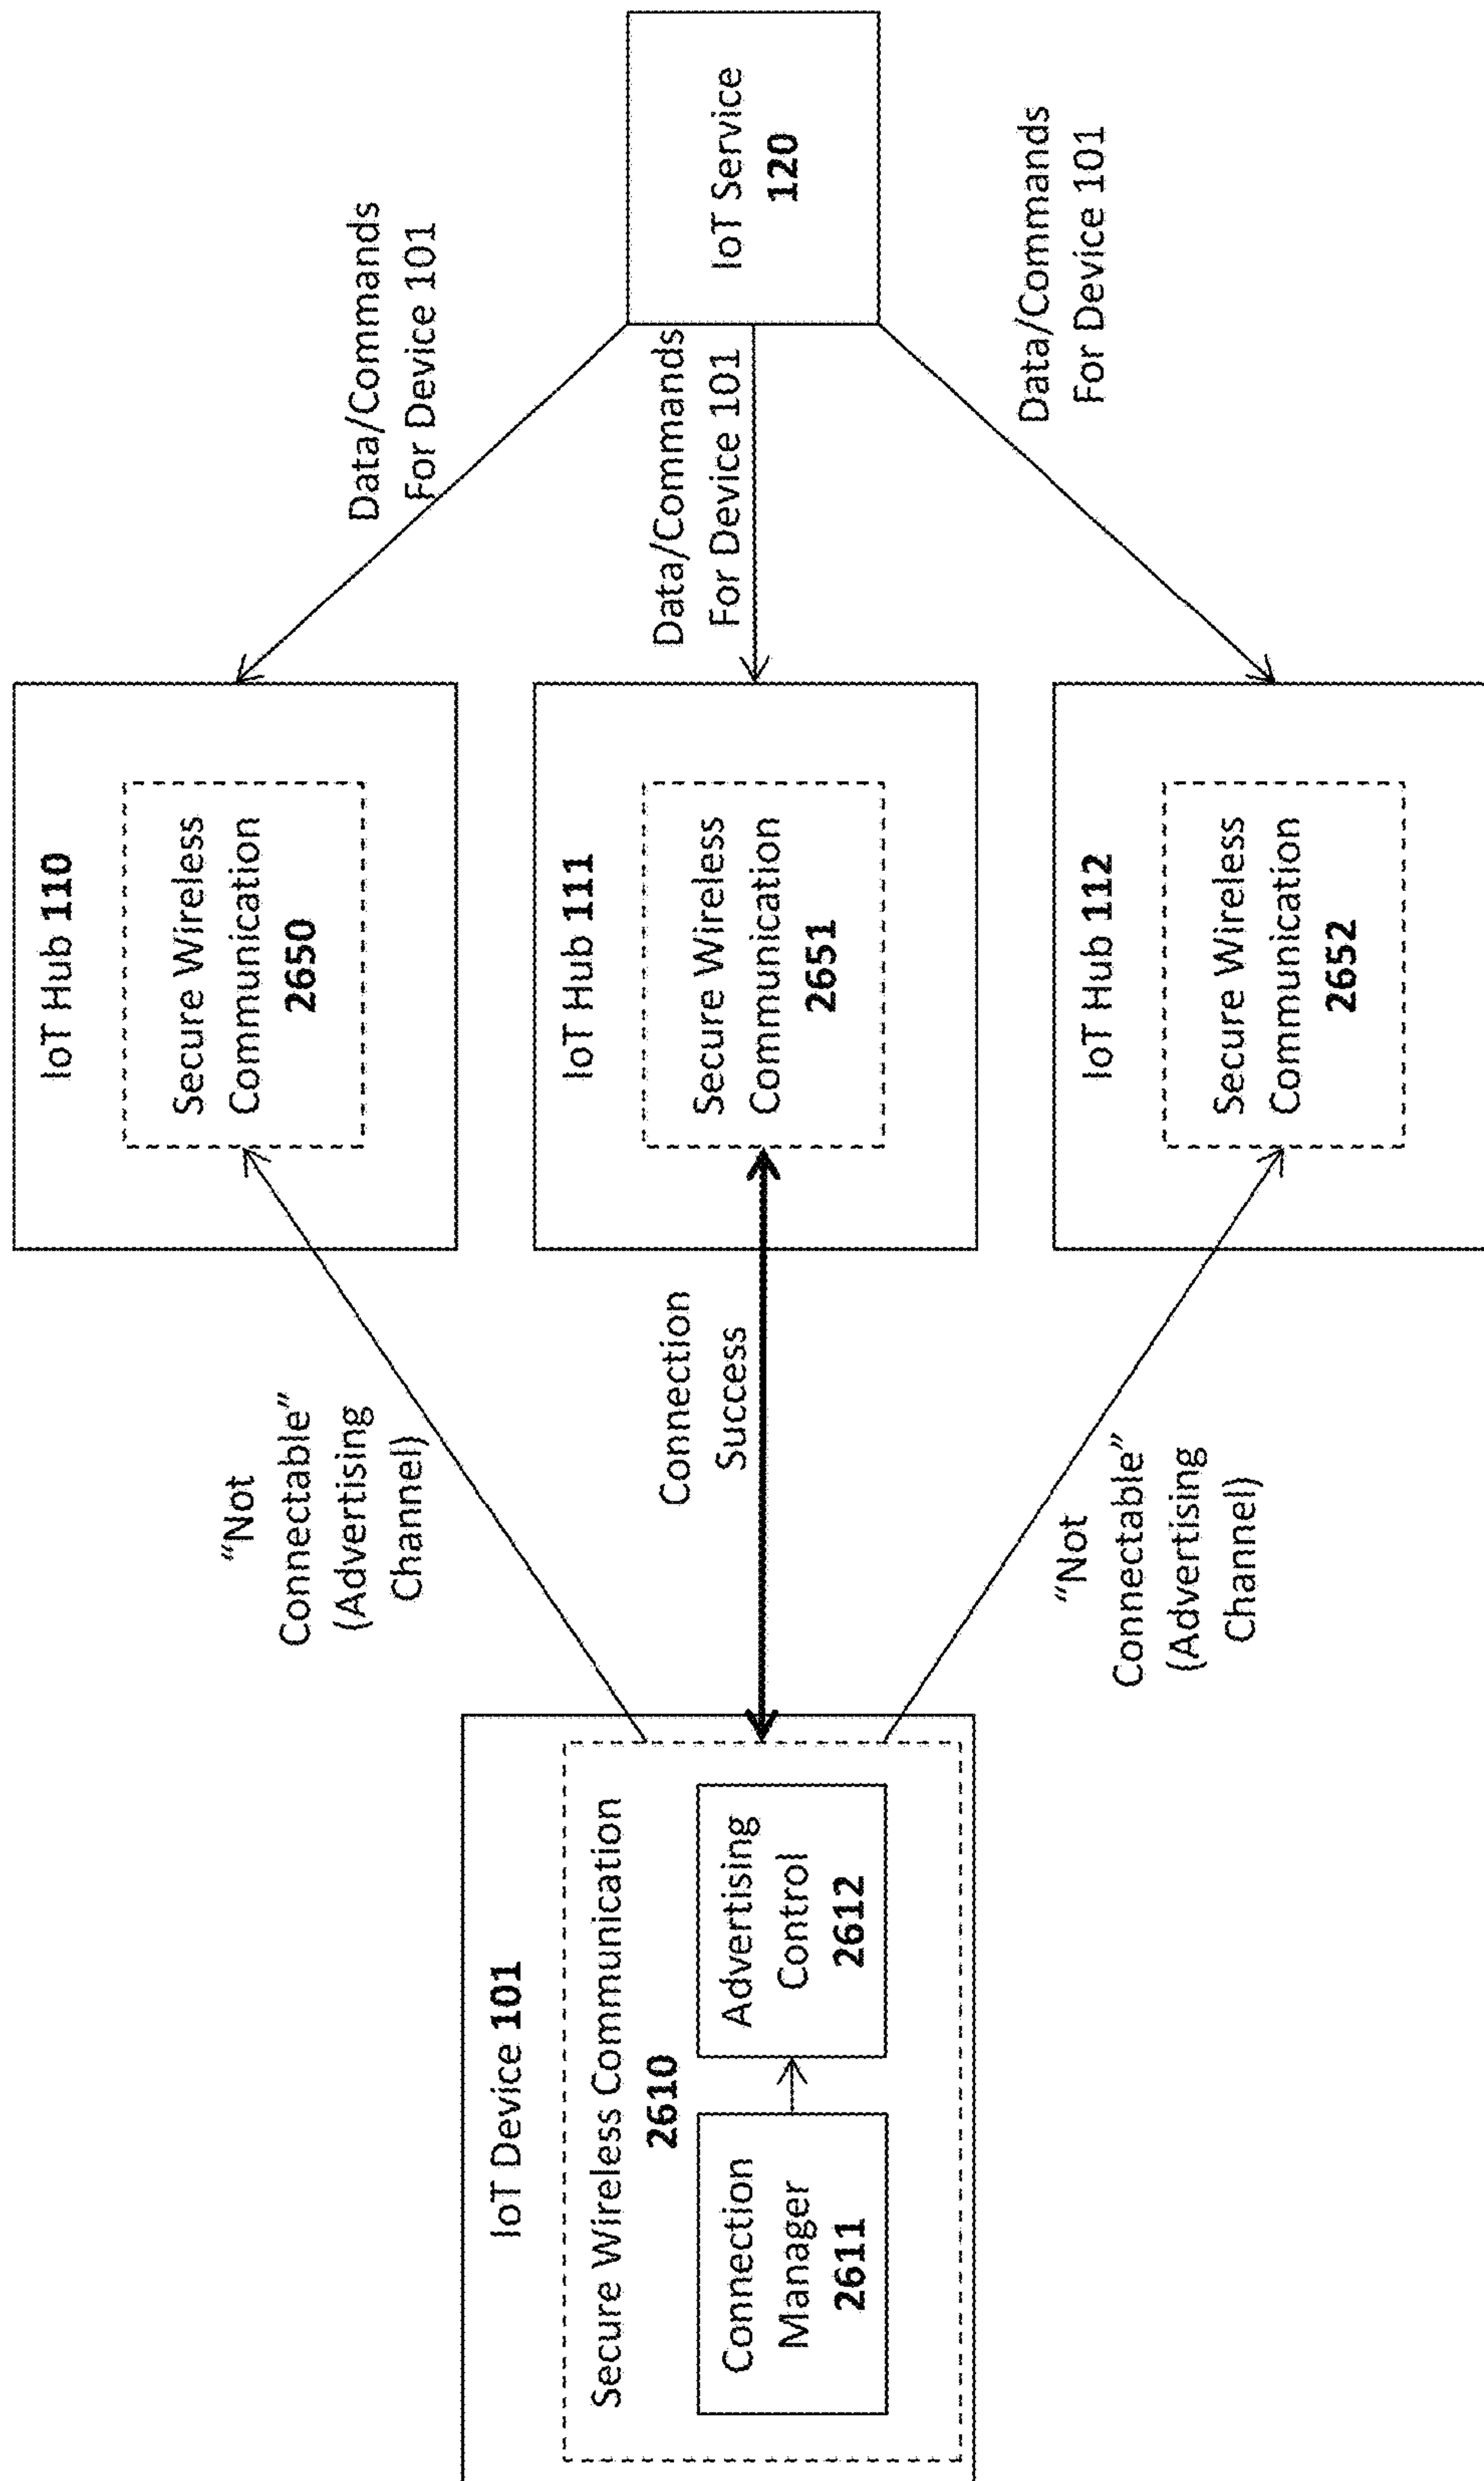 IoT Device 101
Secure Wireless Communication
2610
Connection
Manager
2611
Advertising
Control
2612
“Not
Connectable”
(Advertising
Channel)
Connection
Success
“Not
Connectable”
(Advertising
Channel)
IoT Hub 110
Secure Wireless
Communication
2650
IoT Hub 111
Secure Wireless
Communication
2651
IoT Hub 112
Secure Wireless
Communication
2652
Data/Commands
For Device 101
Data/Commands
For Device 101
Data/Commands
For Device 101
IoT Service
120